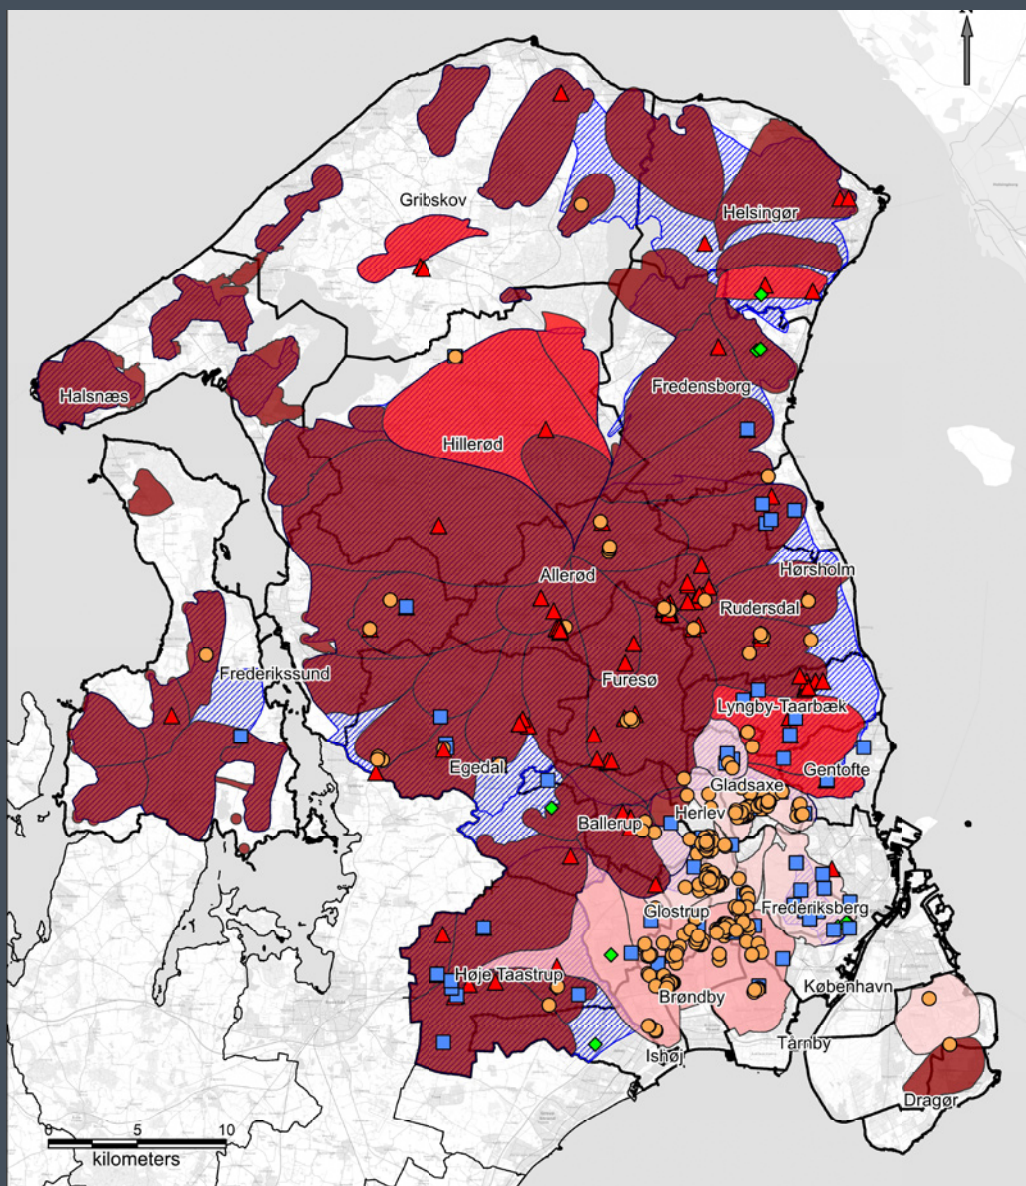 N
Gribskov
Helsingør
Halsnæs
Fredensborg
Hillerød
Hørsholm
Allerød
Rudersdal
Frederikssund
Furesø
Lyngby-Taarbæk
Egedal
Gentofte
Gladsaxe
Herlev
Ballerup
Glostrup
Frederiksberg
Høje Taastrup
København
Brøndby
Tårnby
Ishøj
Dragør
0 5 10
kilometers